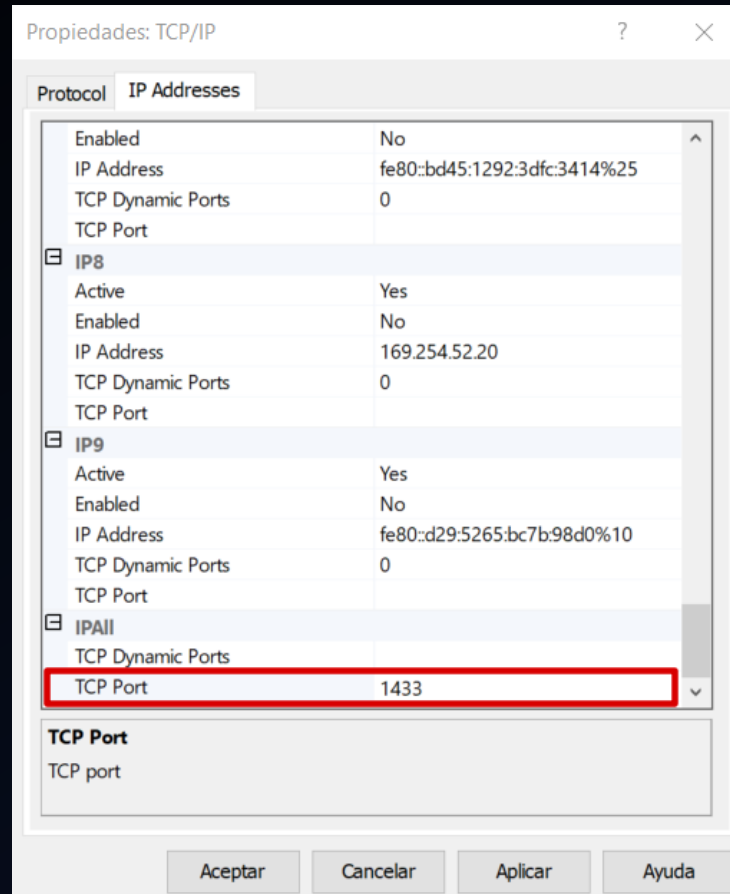 Propiedades: TCP/IP ?
Protocol IP Addresses
Enabled No
IP Address fe80::bd45:1292:3dfc:3414%25
TCP Dynamic Ports 0
TCP Port
IP8
Active Yes
Enabled No
IP Address 169.254.52.20
TCP Dynamic Ports 0
TCP Port
IP9
Active Yes
Enabled No
IP Address fe80::d29:5265:bc7b:98d0%10
TCP Dynamic Ports 0
TCP Port
IPAll
TCP Dynamic Ports
TCP Port 1433
TCP Port
TCP port
Aceptar Cancelar Aplicar Ayuda